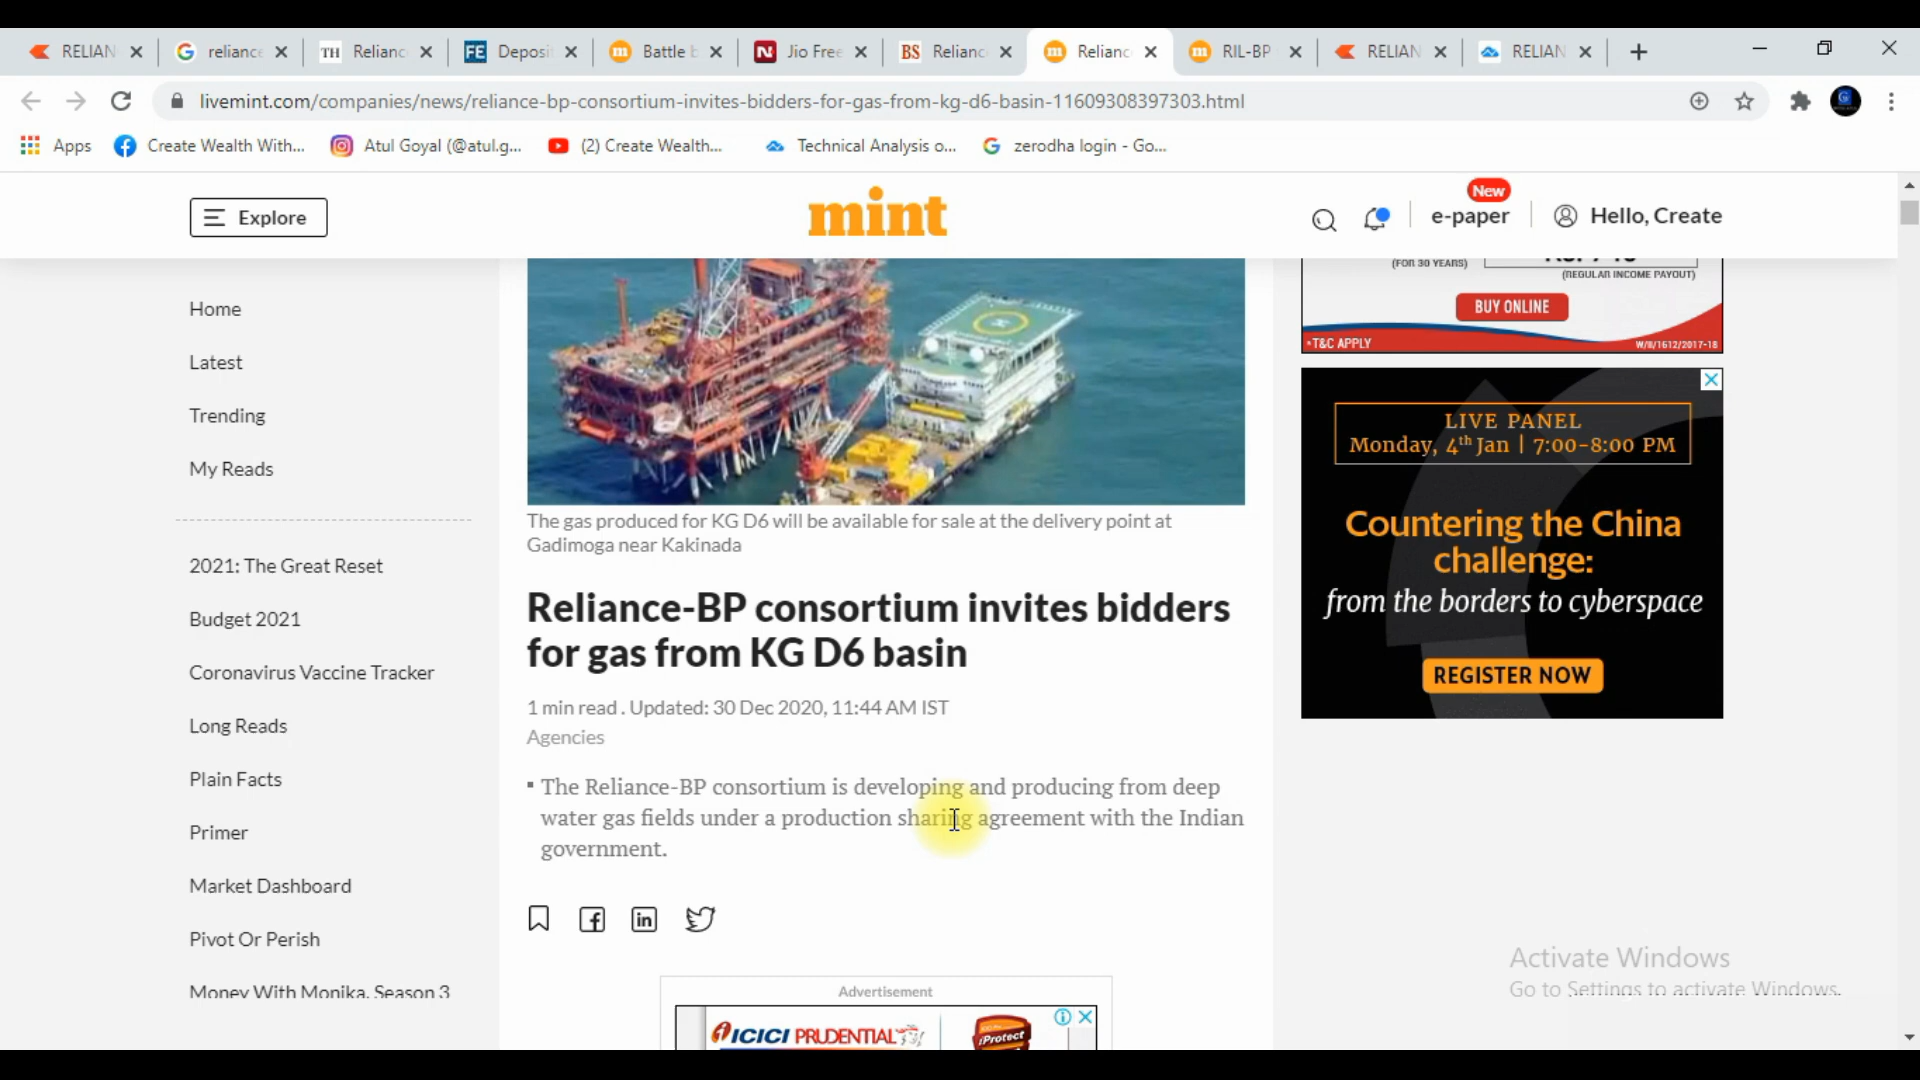 RELIAN
reliance
TH Relianc
FE Deposi
Battle b
N Jio Free
BS Relianc
Relianc
RIL-BP
RELIAN
RELIAN
livemint.com/companies/news/reliance-bp-consortium-invites-bidders-for-gas-from-kg-d6-basin-11609308397303.html
Apps
Create Wealth With...
Atul Goyal (@atul.g...
(2) Create Wealth...
Technical Analysis o...
zerodha login - Go...
Explore
mint
New
e-paper
Hello, Create
Home
Latest
Trending
My Reads
2021: The Great Reset
Budget 2021
Coronavirus Vaccine Tracker
Long Reads
Plain Facts
Primer
Market Dashboard
Pivot Or Perish
Money With Monika. Season 3
The gas produced for KG D6 will be available for sale at the delivery point at
Gadimoga near Kakinada
Reliance-BP consortium invites bidders
for gas from KG D6 basin
1 min read . Updated: 30 Dec 2020, 11:44 AM IST
Agencies
The Reliance-BP consortium is developing and producing from deep
water gas fields under a production sharing agreement with the Indian
government.
Advertisement
ICICI PRUDENTIAL
iProtect
(FOR 30 YEARS)
(REGULAR INCOME PAYOUT)
BUY ONLINE
*T&C APPLY
W/II/1612/2017-18
LIVE PANEL
Monday, 4th Jan | 7:00-8:00 PM
Countering the China
challenge:
from the borders to cyberspace
REGISTER NOW
Activate Windows
Go to Settings to activate Windows.